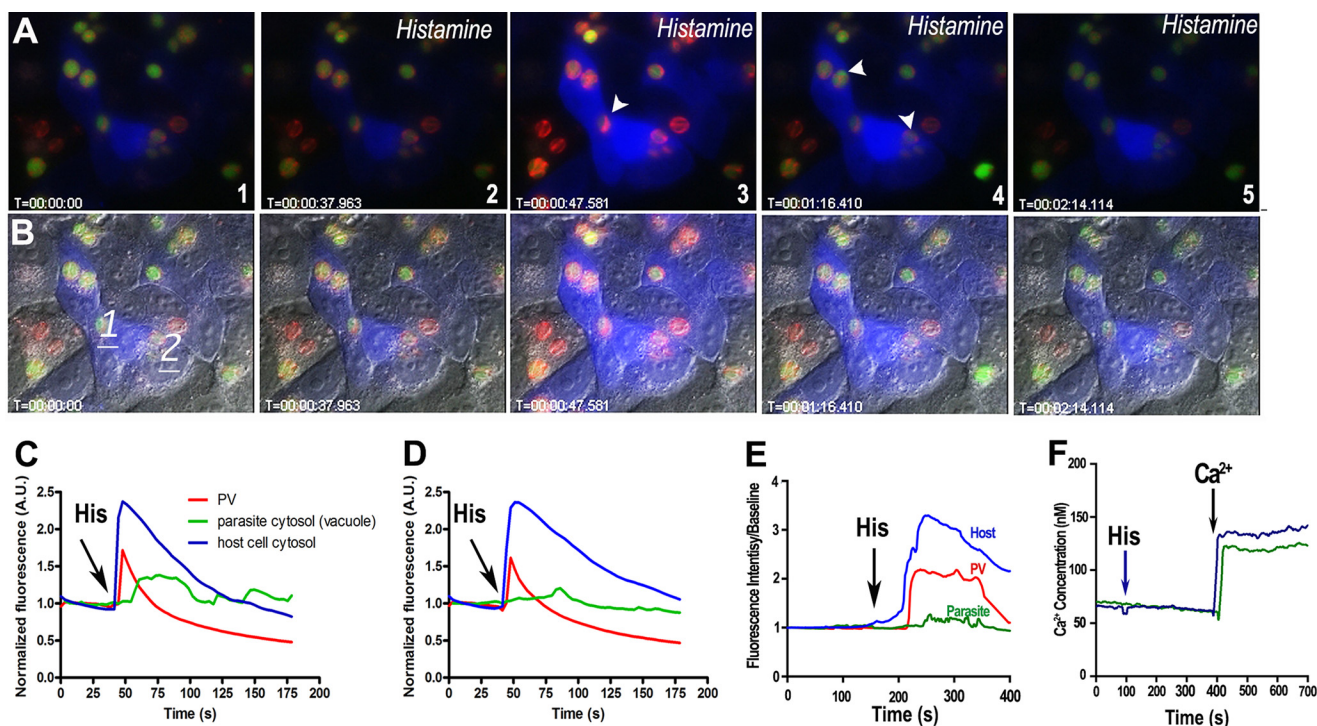 A
Histamine
Histamine
Histamine
Histamine
1
2
3
4
5
T=00:00:00
T=00:00:37.963
T=00:00:47.581
T=00:01:16.410
T=00:02:14.114
B
1
2
T=00:00:00
T=00:00:37.963
T=00:00:47.581
T=00:01:16.410
T=00:02:14.114
C
Normalized fluorescence (A.U.)
2.5
2.0
1.5
1.0
0.5
0.0
His
PV
parasite cytosol (vacuole)
host cell cytosol
0 25 50 75 100 125 150 175 200
Time (s)
D
Normalized fluorescence (A.U.)
2.5
2.0
1.5
1.0
0.5
0.0
His
0 25 50 75 100 125 150 175 200
Time (s)
E
Fluorescence Intentisy/Baseline
4
3
2
1
0
His
Host
PV
Parasite
0 100 200 300 400
Time (s)
F
Ca²⁺ Concentration (nM)
200
150
100
50
0
His
Ca²⁺
0 100 200 300 400 500 600 700
Time (s)